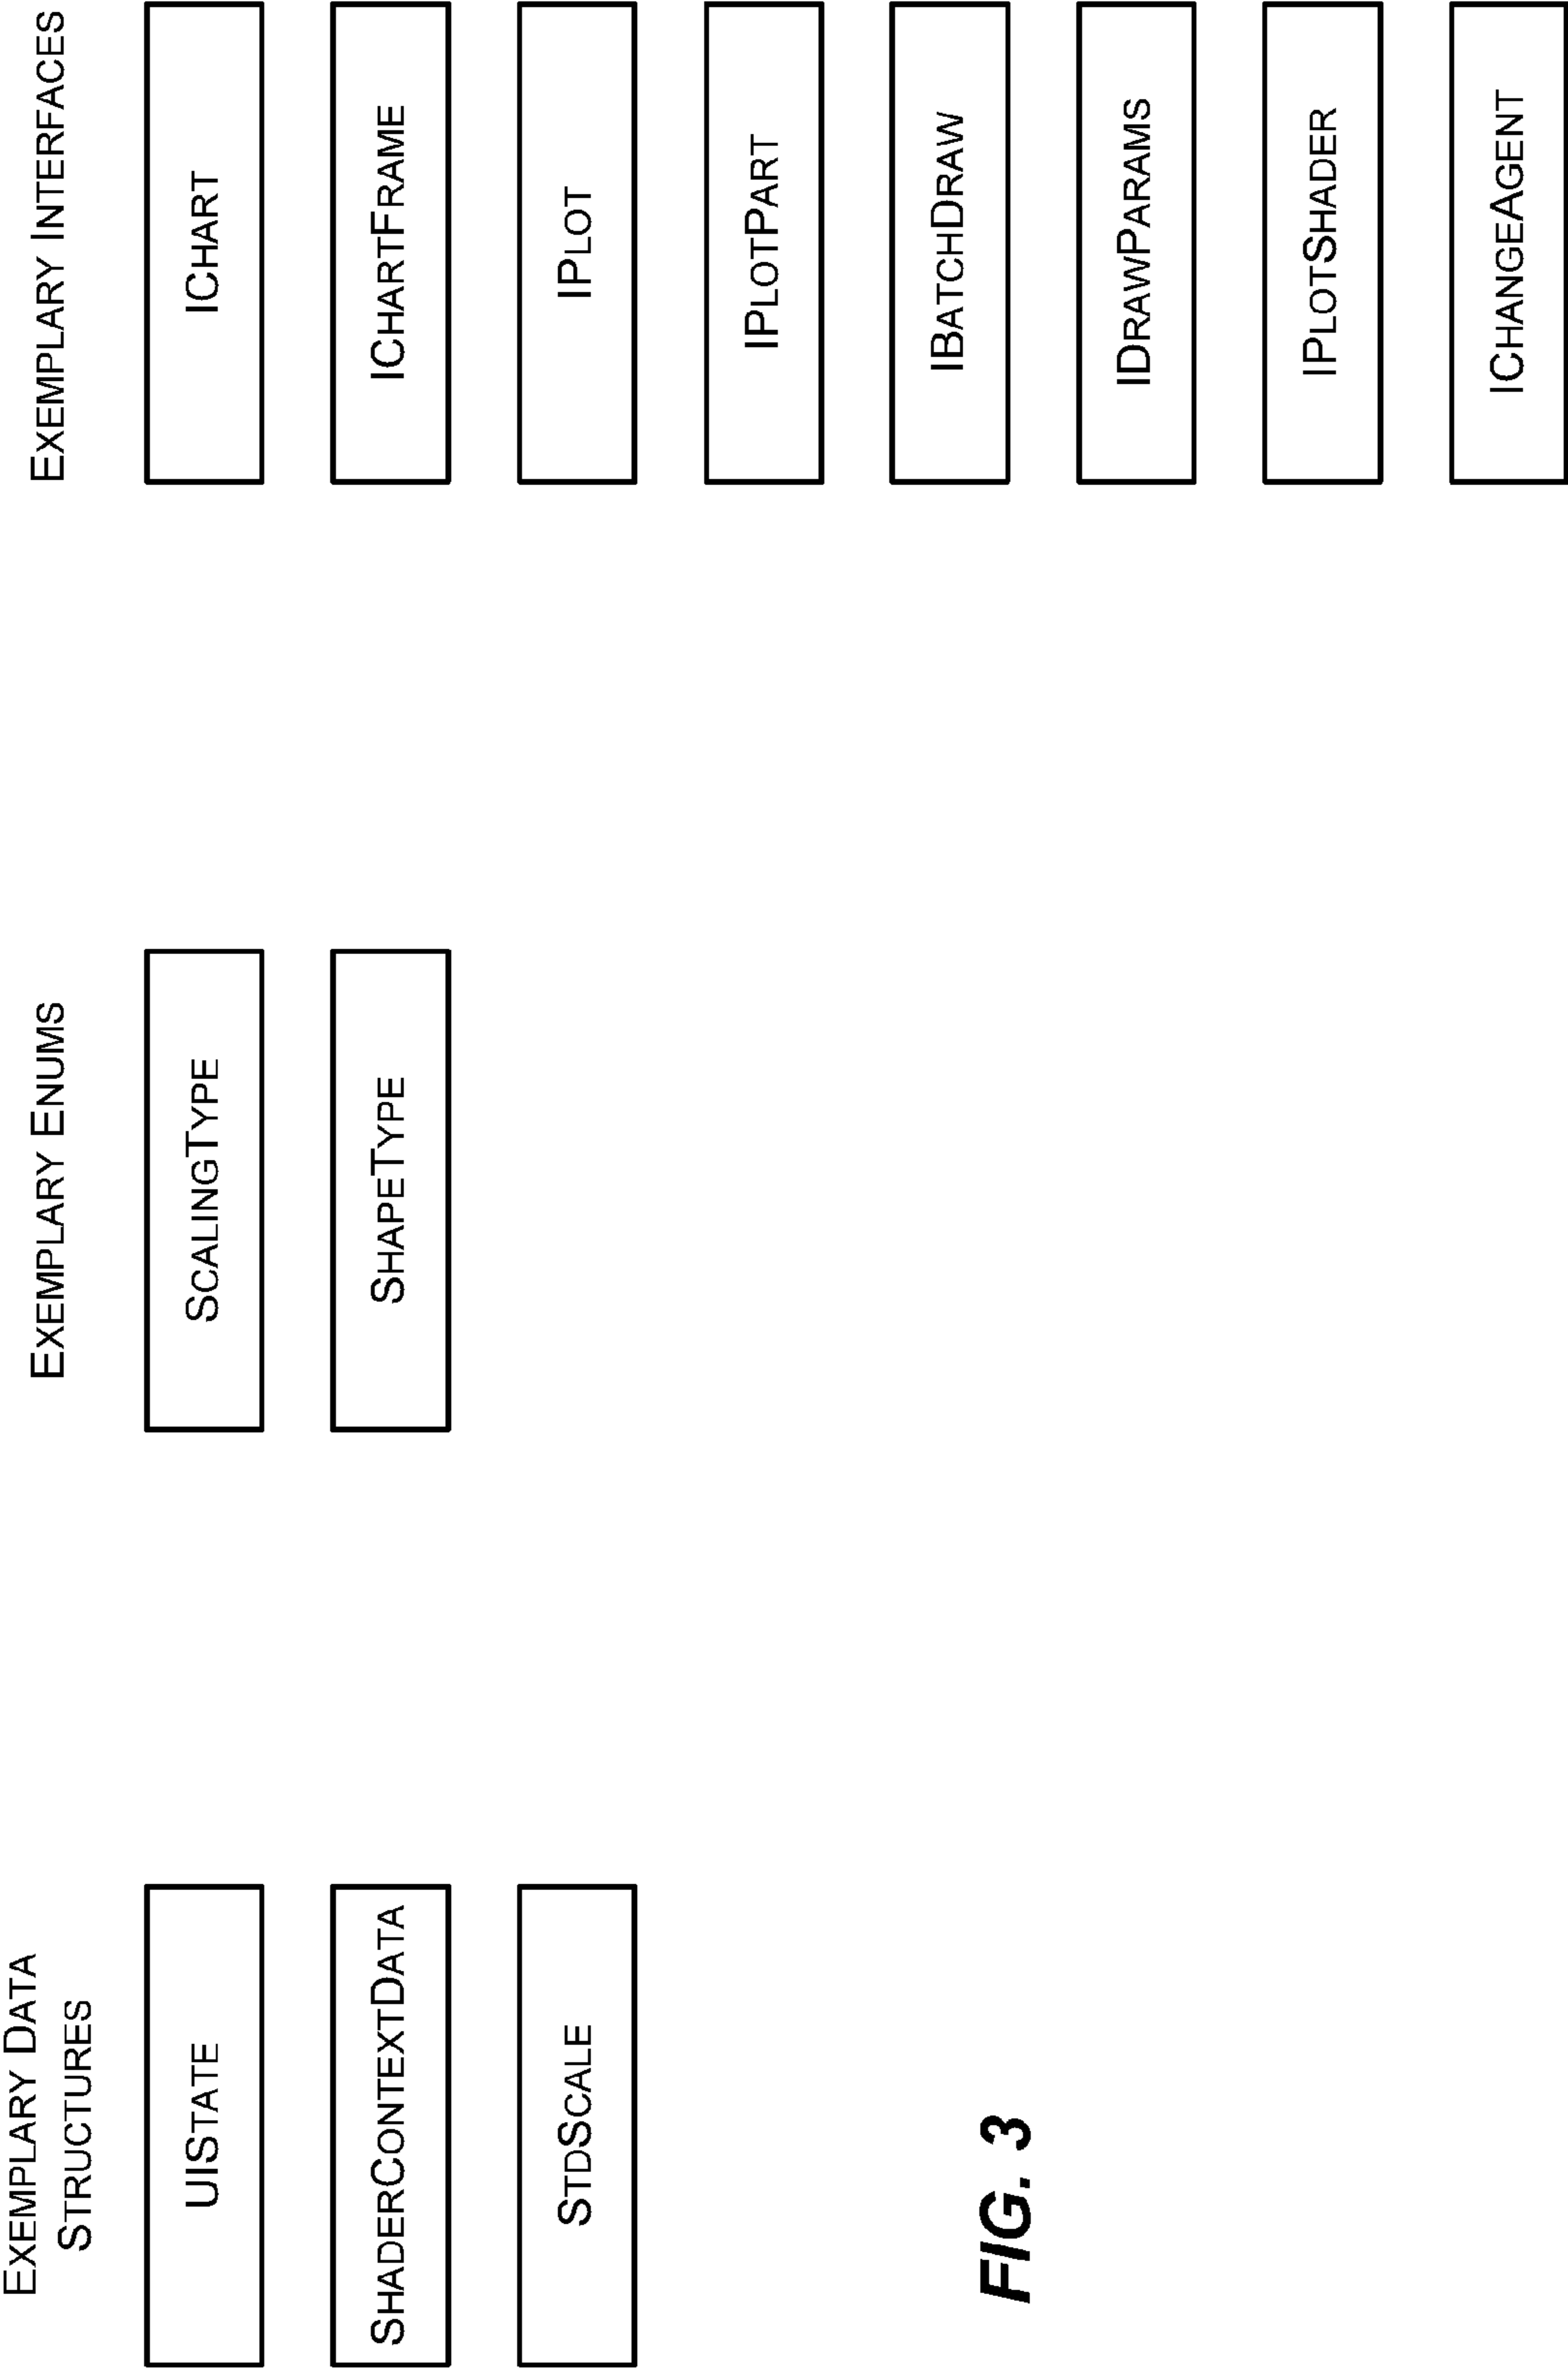 Exemplary Data
Structures
UIState
ShaderContextData
StdScale
Exemplary Enums
ScalingType
ShapeType
Exemplary Interfaces
IChart
IChartFrame
IPlot
IPlotPart
IBatchDraw
IDrawParams
IPlotShader
IChangeAgent
FIG. 3